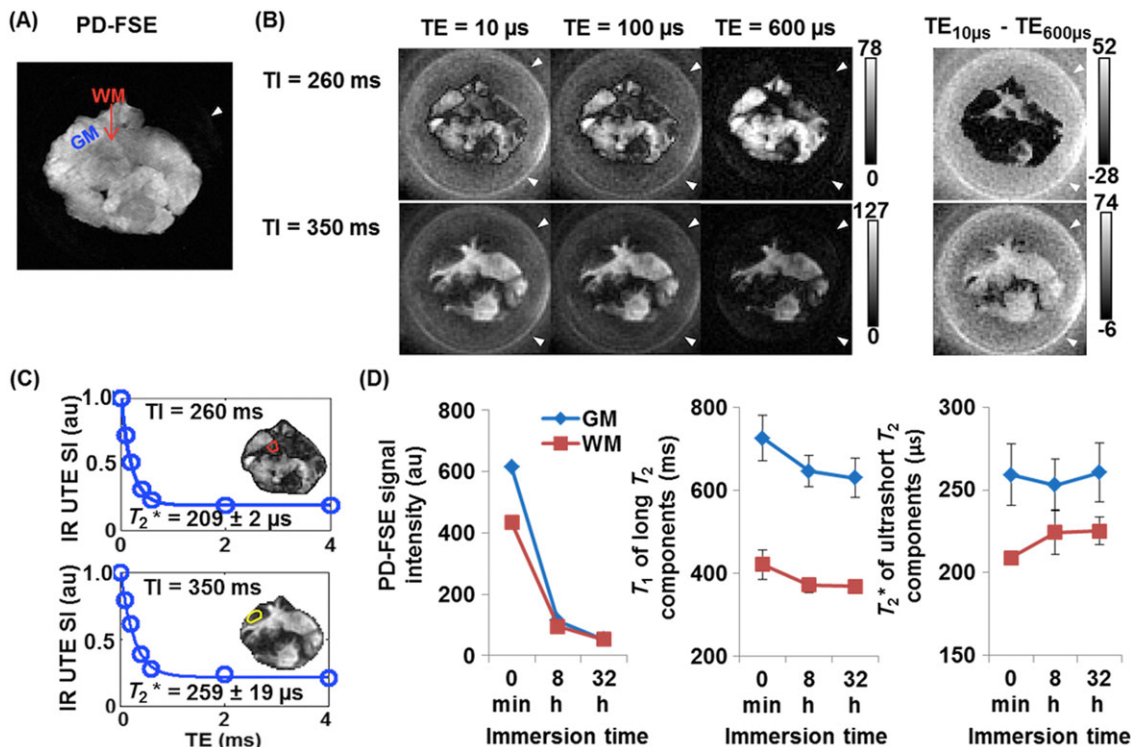 (A)
PD-FSE
WM
GM
(B)
TE = 10 µs
TE = 100 µs
TE = 600 µs
TE10µs - TE600µs
TI = 260 ms
78
0
52
-28
TI = 350 ms
127
0
74
-6
(C)
IR UTE SI (au)
1.0
0.5
0
TI = 260 ms
T2* = 209 ± 2 µs
0
2
4
IR UTE SI (au)
1.0
0.5
0
TI = 350 ms
T2* = 259 ± 19 µs
0
2
4
TE (ms)
(D)
PD-FSE signal
intensity (au)
800
600
400
200
0
GM
WM
0
min
8
h
32
h
Immersion time
T1 of long T2
components (ms)
800
600
400
200
0
min
8
h
32
h
Immersion time
T2* of ultrashort T2
components (µs)
300
250
200
150
0
min
8
h
32
h
Immersion time